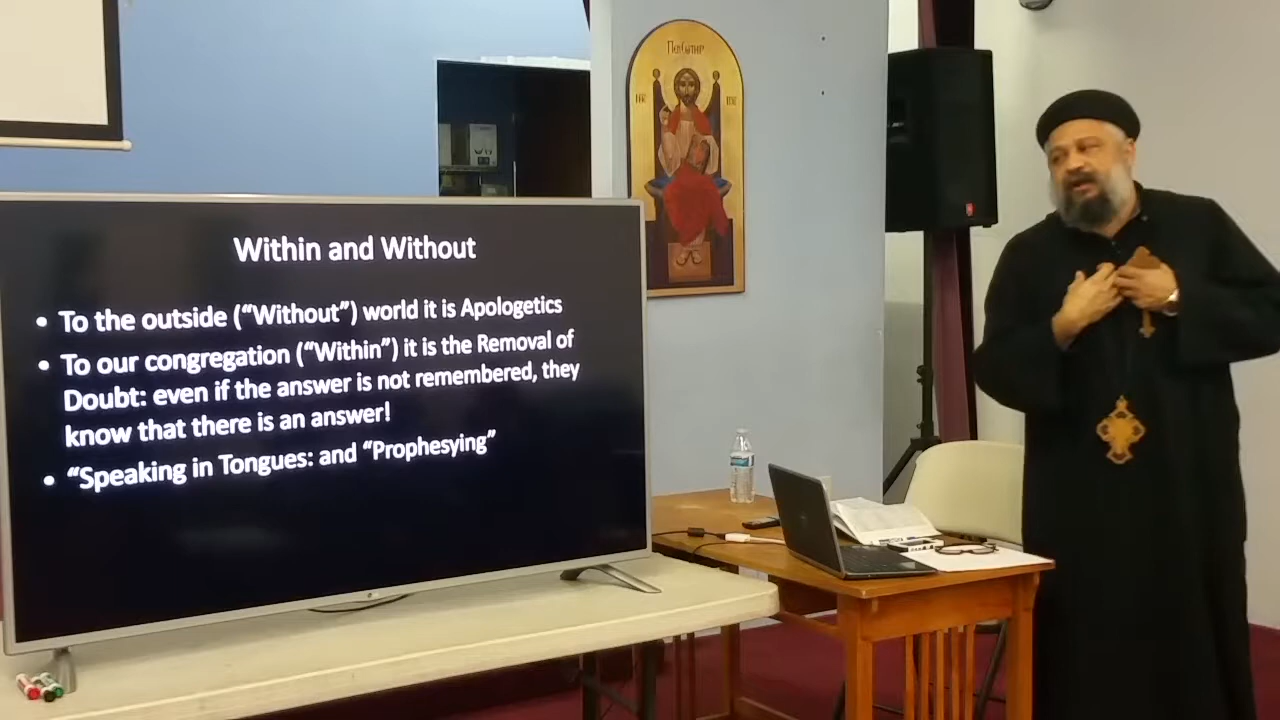 Ⲡⲓⲥⲱⲧⲏⲣ
Within and Without
• To the outside (“Without”) world it is Apologetics
• To our congregation (“Within”) it is the Removal of
Doubt: even if the answer is not remembered, they
know that there is an answer!
• “Speaking in Tongues: and “Prophesying”